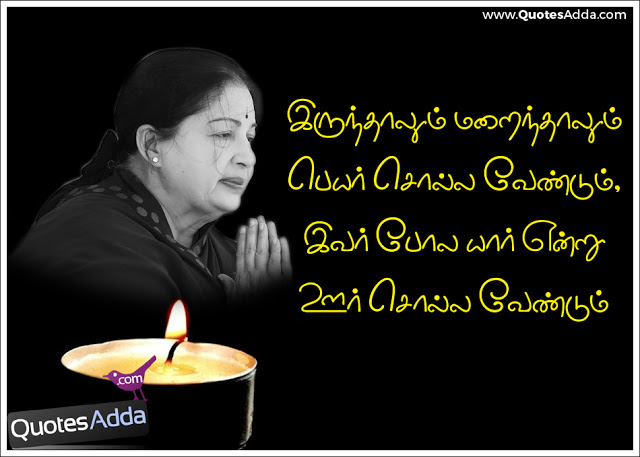 www.QuotesAdda.com
இருந்தாலும் மறைந்தாலும்
பெயர் சொல்ல வேண்டும்,
இவர் போல யார் என்று
ஊர் சொல்ல வேண்டும்
.com
QuotesAdda